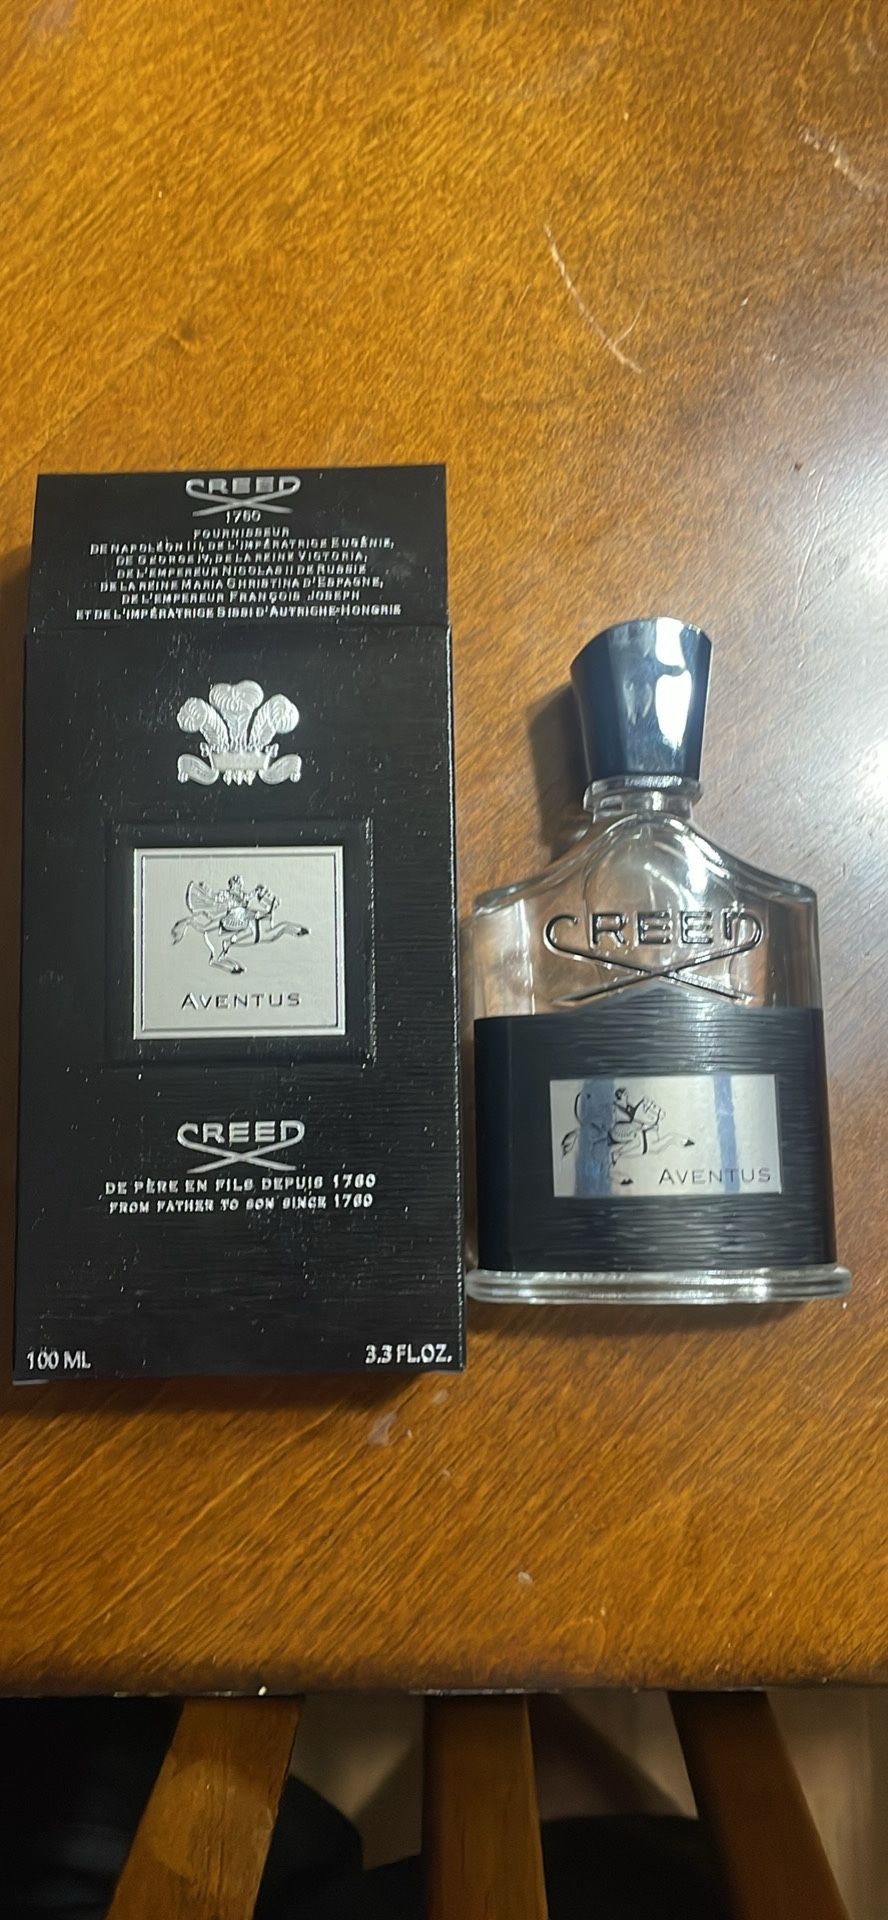 CREED
1760
FOURNISSEUR
DE NAPOLÉON III, DE L'IMPÉRATRICE EUGÉNIE,
DE GEORGE IV, DE LA REINE VICTORIA,
DE L'EMPEREUR NICOLAS II DE RUSSIE
DE LA REINE MARIA CHRISTINA D'ESPAGNE,
DE L'EMPEREUR FRANÇOIS JOSEPH
ET DE L'IMPÉRATRICE SISSI D'AUTRICHE-HONGRIE
AVENTUS
CREED
DE PÈRE EN FILS DEPUIS 1760
FROM FATHER TO SON SINCE 1760
100 ML
3.3 FL.OZ.
CREED
AVENTUS